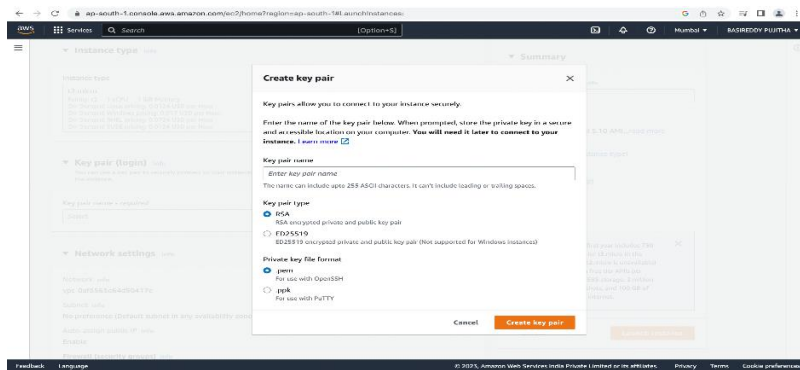 ap-south-1.console.aws.amazon.com/ec2/home?region=ap-south-1#LaunchInstances:
aws
Services
Search
[Option+S]
Mumbai
BASIREDDY PUJITHA
Instance type
Summary
Create key pair
Key pairs allow you to connect to your instance securely.
Enter the name of the key pair below. When prompted, store the private key in a secure
and accessible location on your computer. You will need it later to connect to your
instance. Learn more
Key pair name
Enter key pair name
The name can include upto 255 ASCII characters. It can't include leading or trailing spaces.
Key pair type
RSA
RSA encrypted private and public key pair
ED25519
ED25519 encrypted private and public key pair (Not supported for Windows instances)
Private key file format
.pem
For use with OpenSSH
.ppk
For use with PuTTY
Cancel
Create key pair
Key pair (login)
Network settings
Feedback
Language
© 2023, Amazon Web Services India Private Limited or its affiliates.
Privacy
Terms
Cookie preferences